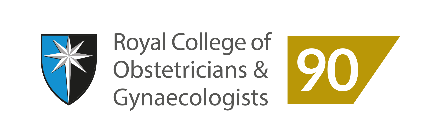 Royal College of
Obstetricians &
Gynaecologists
90